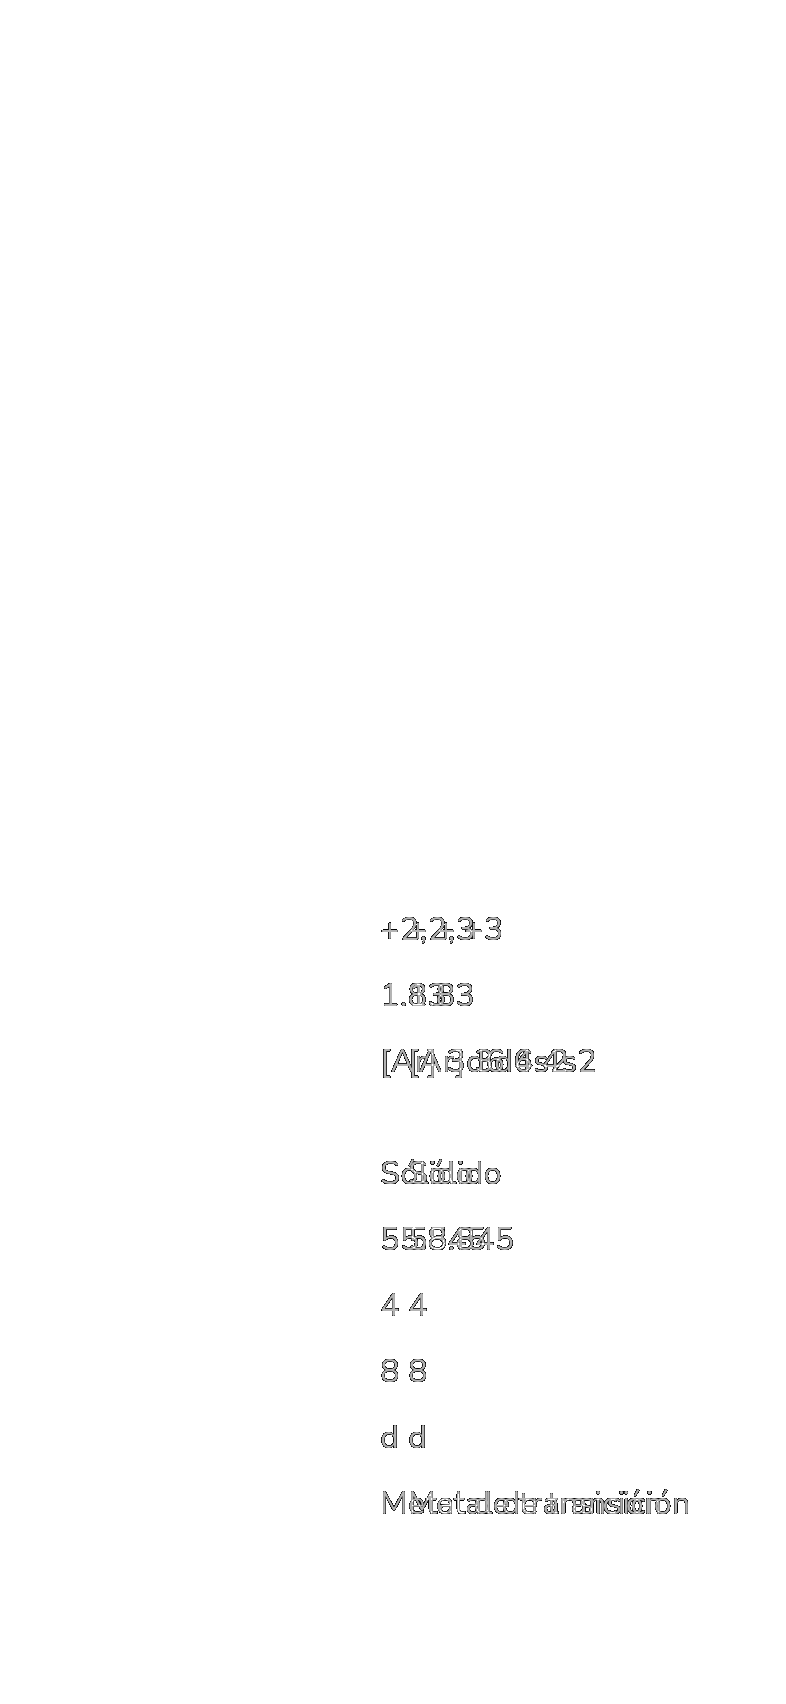 +2, +3
1.83
[Ar] 3d6 4s2
Sólido
55.845
4
8
d
Metal de transición